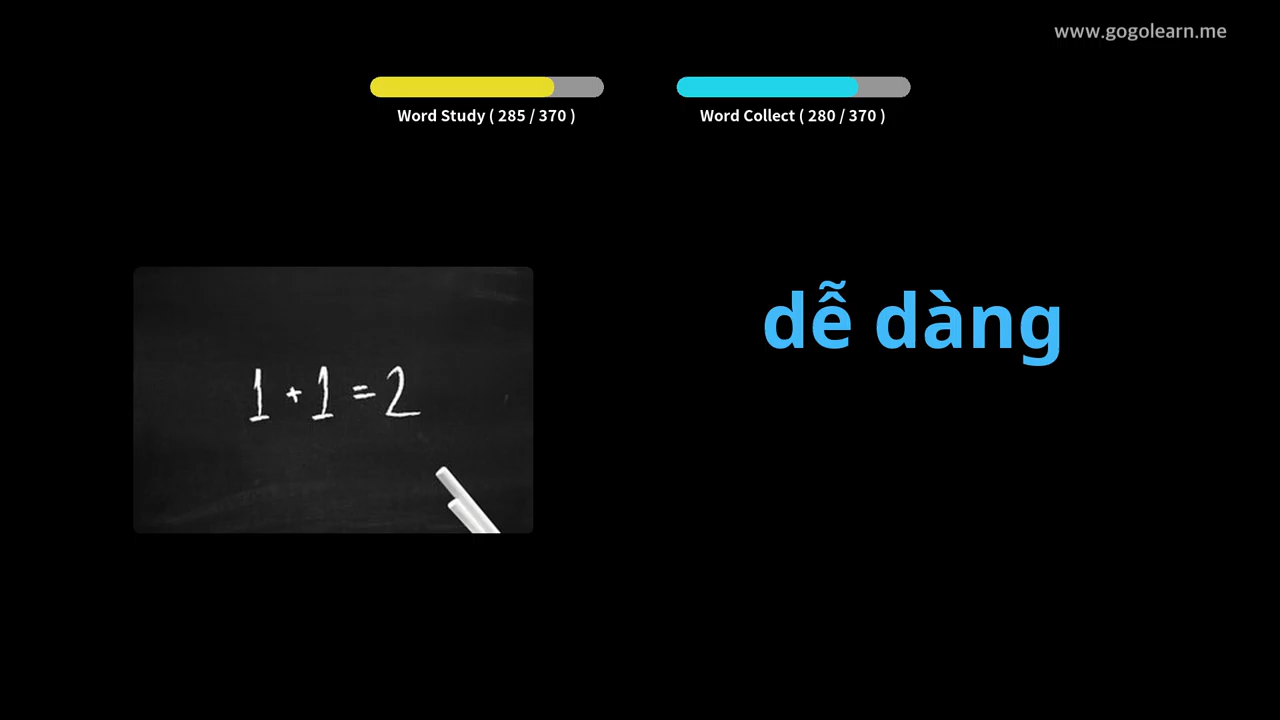 www.gogolearn.me
Word Study ( 285 / 370 )
Word Collect ( 280 / 370 )
dễ dàng
1 + 1 = 2